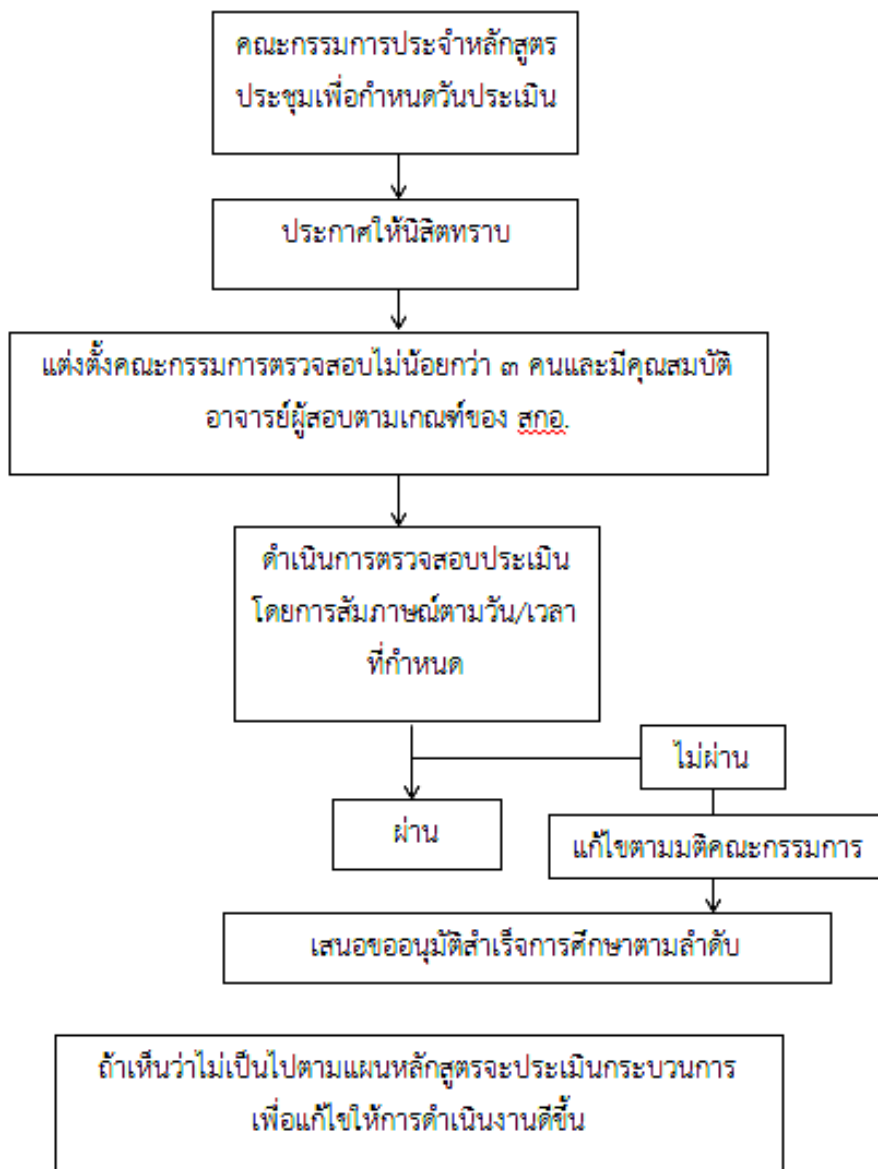 คณะกรรมการประจำหลักสูตร
ประชุมเพื่อกำหนดวันประเมิน
ประกาศให้นิสิตทราบ
แต่งตั้งคณะกรรมการตรวจสอบไม่น้อยกว่า ๓ คนและมีคุณสมบัติ
อาจารย์ผู้สอบตามเกณฑ์ของ สกอ.
ดำเนินการตรวจสอบประเมิน
โดยการสัมภาษณ์ตามวัน/เวลา
ที่กำหนด
ไม่ผ่าน
ผ่าน
แก้ไขตามมติคณะกรรมการ
เสนอขออนุมัติสำเร็จการศึกษาตามลำดับ
ถ้าเห็นว่าไม่เป็นไปตามแผนหลักสูตรจะประเมินกระบวนการ
เพื่อแก้ไขให้การดำเนินงานดีขึ้น